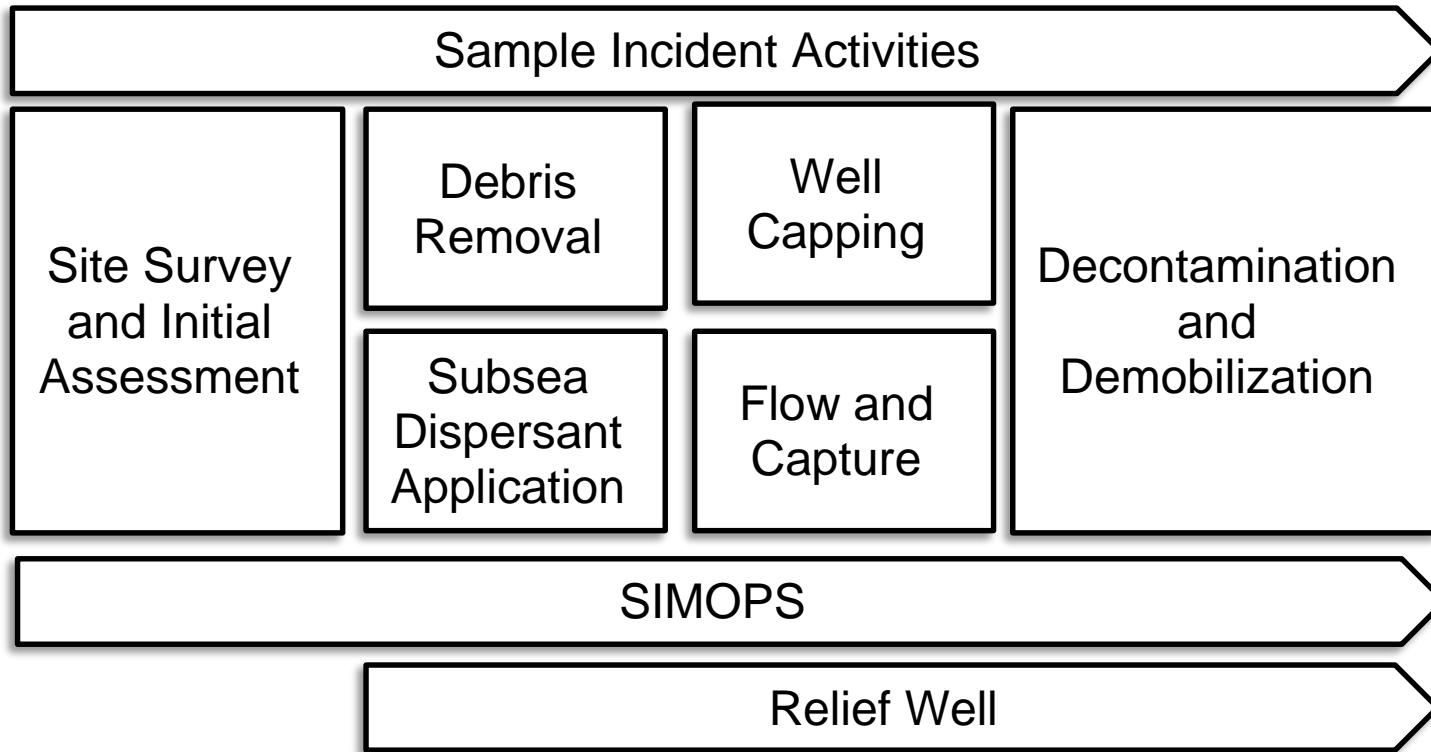 Sample Incident Activities
Site Survey
and Initial
Assessment
Debris
Removal
Subsea
Dispersant
Application
Well
Capping
Flow and
Capture
Decontamination
and
Demobilization
SIMOPS
Relief Well